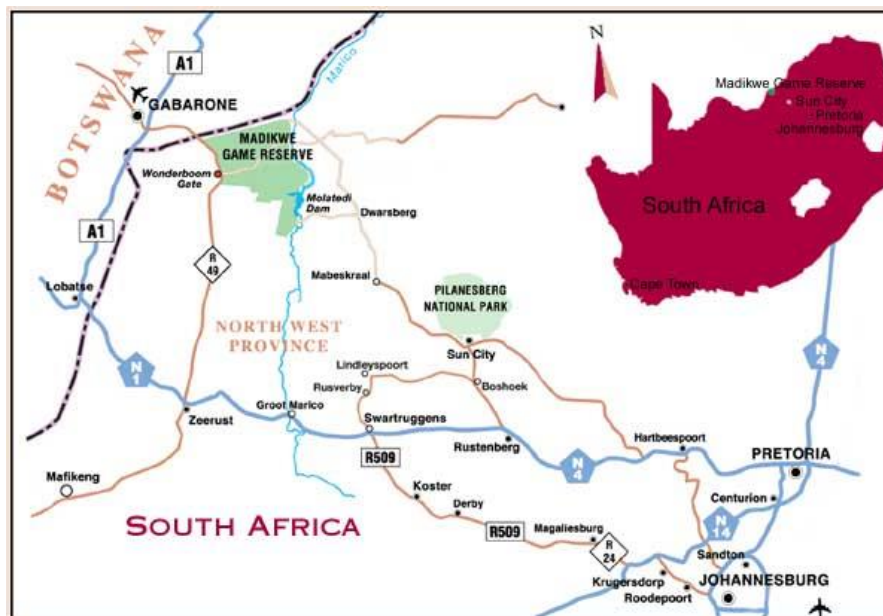 BOTSWANA
A1
GABARONE
Matico
N
MADIKWE
GAME RESERVE
Wonderboom
Gate
Molatedi
Dam
Dwarsberg
A1
R
49
Lobatse
Mabeskraal
PILANESBERG
NATIONAL PARK
NORTH WEST
PROVINCE
Sun City
Lindleyspoort
Rusverby
Boshoek
N
1
Zeerust
Groot Marico
Swartruggens
Rustenberg
Hartbeespoort
N
4
PRETORIA
Mafikeng
R509
N
4
Koster
Derby
Centurion
SOUTH AFRICA
R509
Magaliesburg
N
14
R
24
Sandton
Krugersdorp
JOHANNESBURG
Roodepoort
Madikwe Game Reserve
Sun City
Pretoria
Johannesburg
South Africa
Cape Town